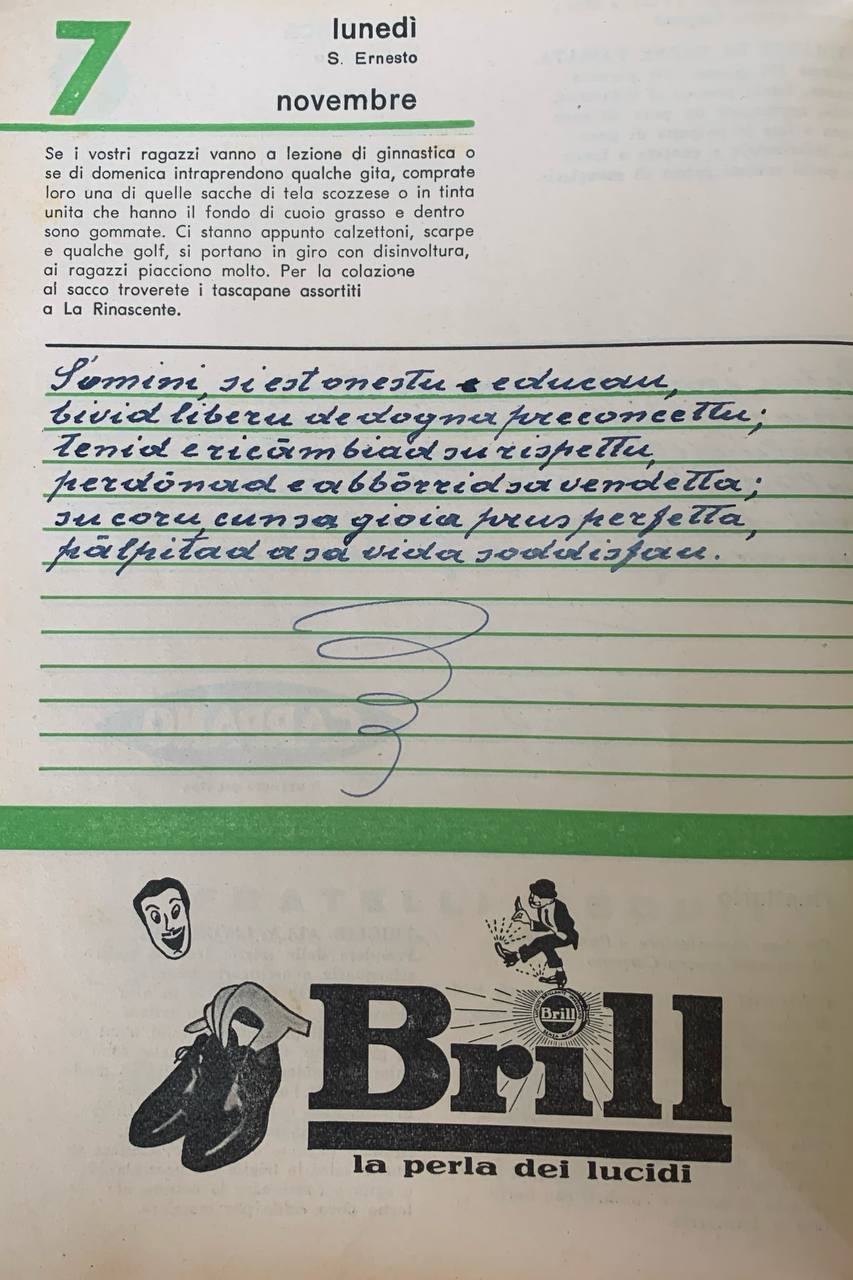 7
lunedì
S. Ernesto
novembre
Se i vostri ragazzi vanno a lezione di ginnastica o
se di domenica intraprendono qualche gita, comprate
loro una di quelle sacche di tela scozzese o in tinta
unita che hanno il fondo di cuoio grasso e dentro
sono gommate. Ci stanno appunto calzettoni, scarpe
e qualche golf, si portano in giro con disinvoltura,
ai ragazzi piacciono molto. Per la colazione
al sacco troverete i tascapane assortiti
a La Rinascente.
S'omini, si est onestu e educau,
bivid liberu de dogna preconcettu;
tenid e ricāmbiad su rispettu,
perdōnad e abbōrrid sa vendetta;
su coru, cun sa gioia prus perfetta,
pālpitad a sa vida soddisfau.
Brill
Brill
la perla dei lucidi